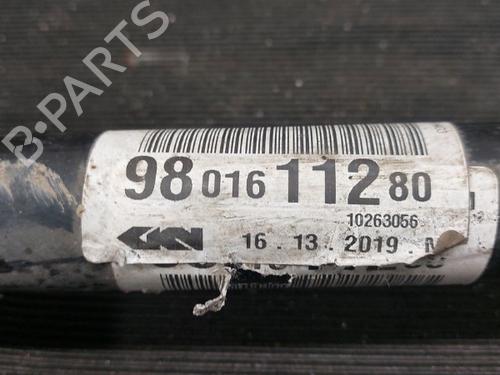 B-PARTS
98 016 112 80
10263056
GKN 16 . 13 . 2019 . M